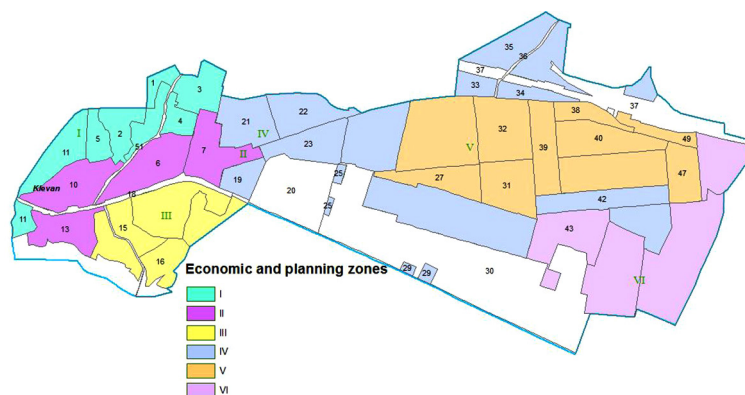 35
36
37
1
3
33
34
37
38
4
21
22
I
5
2
IV
32
49
51
7
II
23
V
39
40
11
6
Klevan
10
19
20
25
27
31
47
18
42
III
25
11
13
15
43
16
29
29
30
VI
Economic and planning zones
I
II
III
IV
V
VI